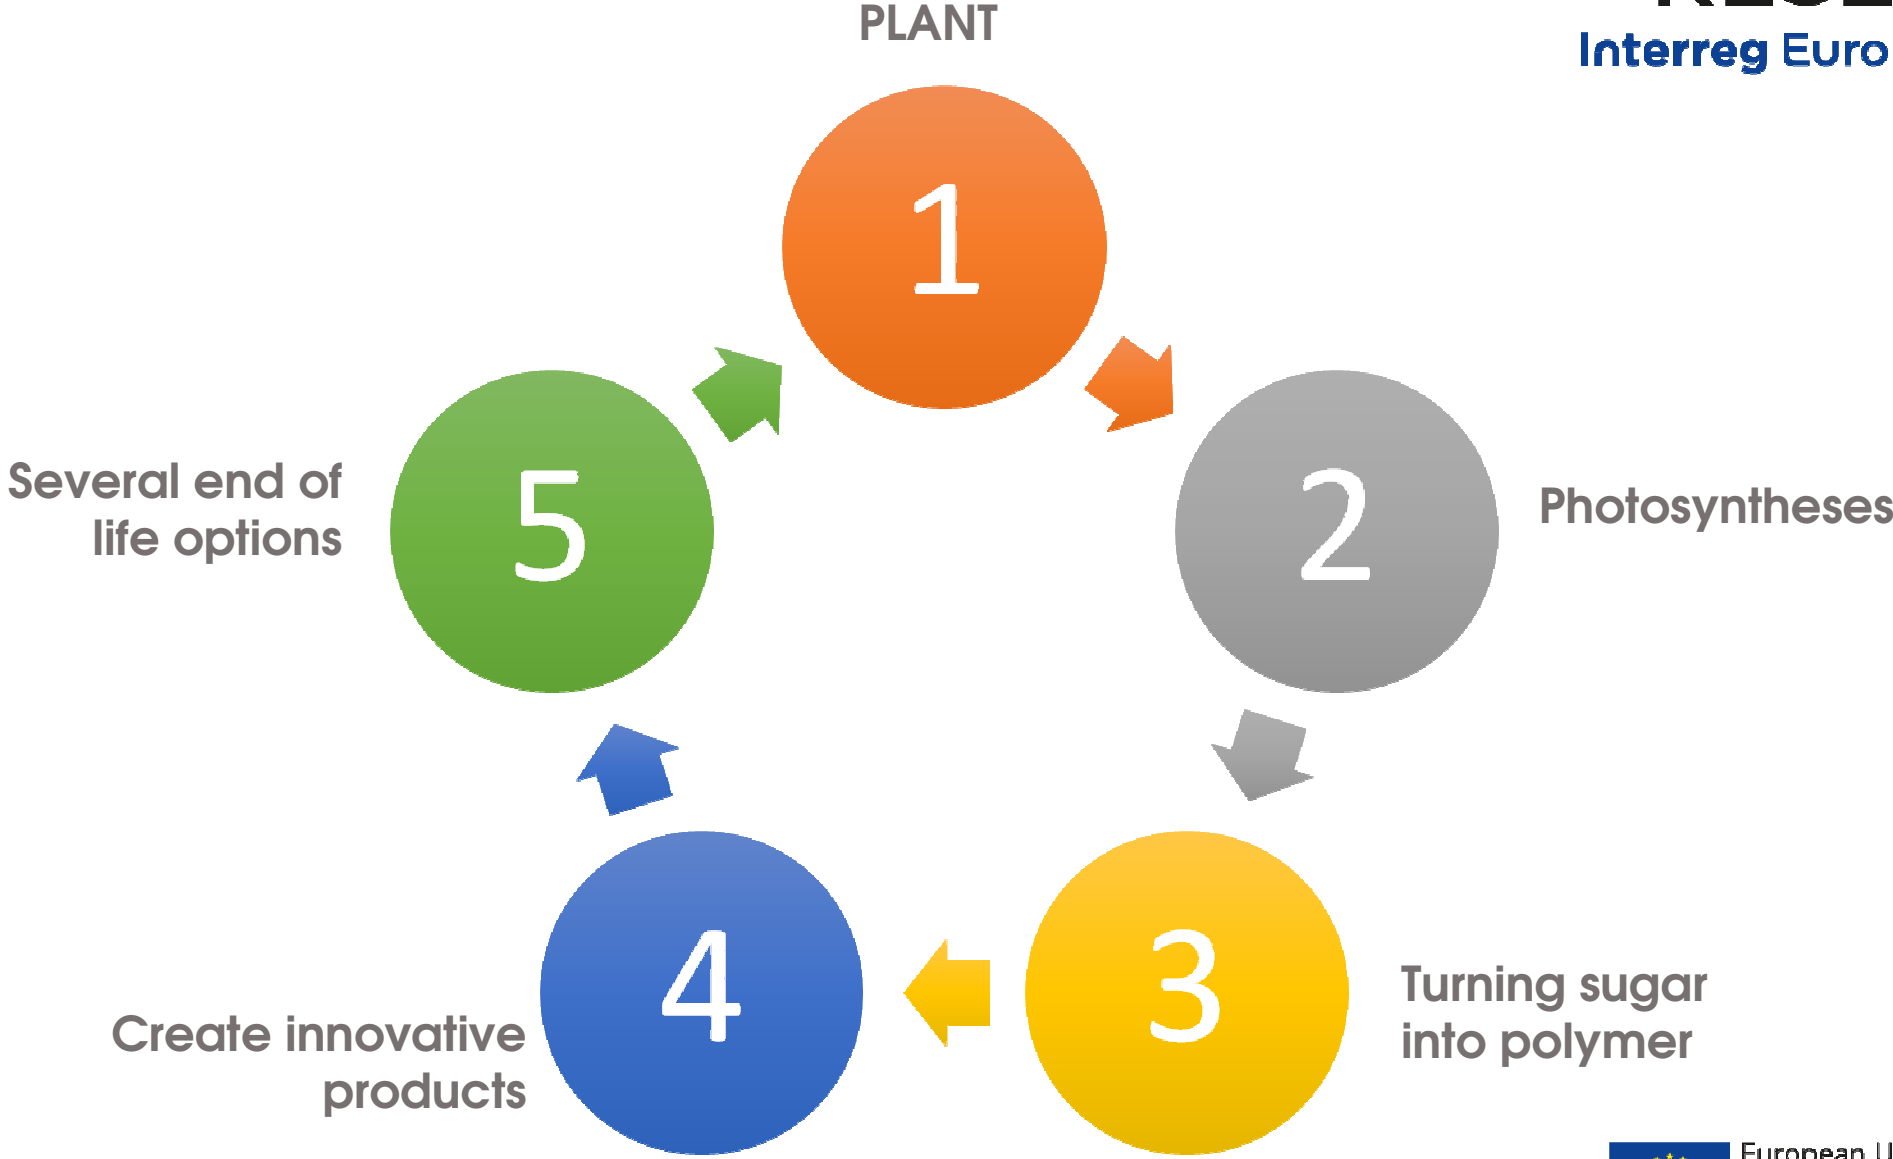 PLANT
Interreg Euro
1
2
Photosyntheses
3
Turning sugar
into polymer
4
Create innovative
products
5
Several end of
life options
European U